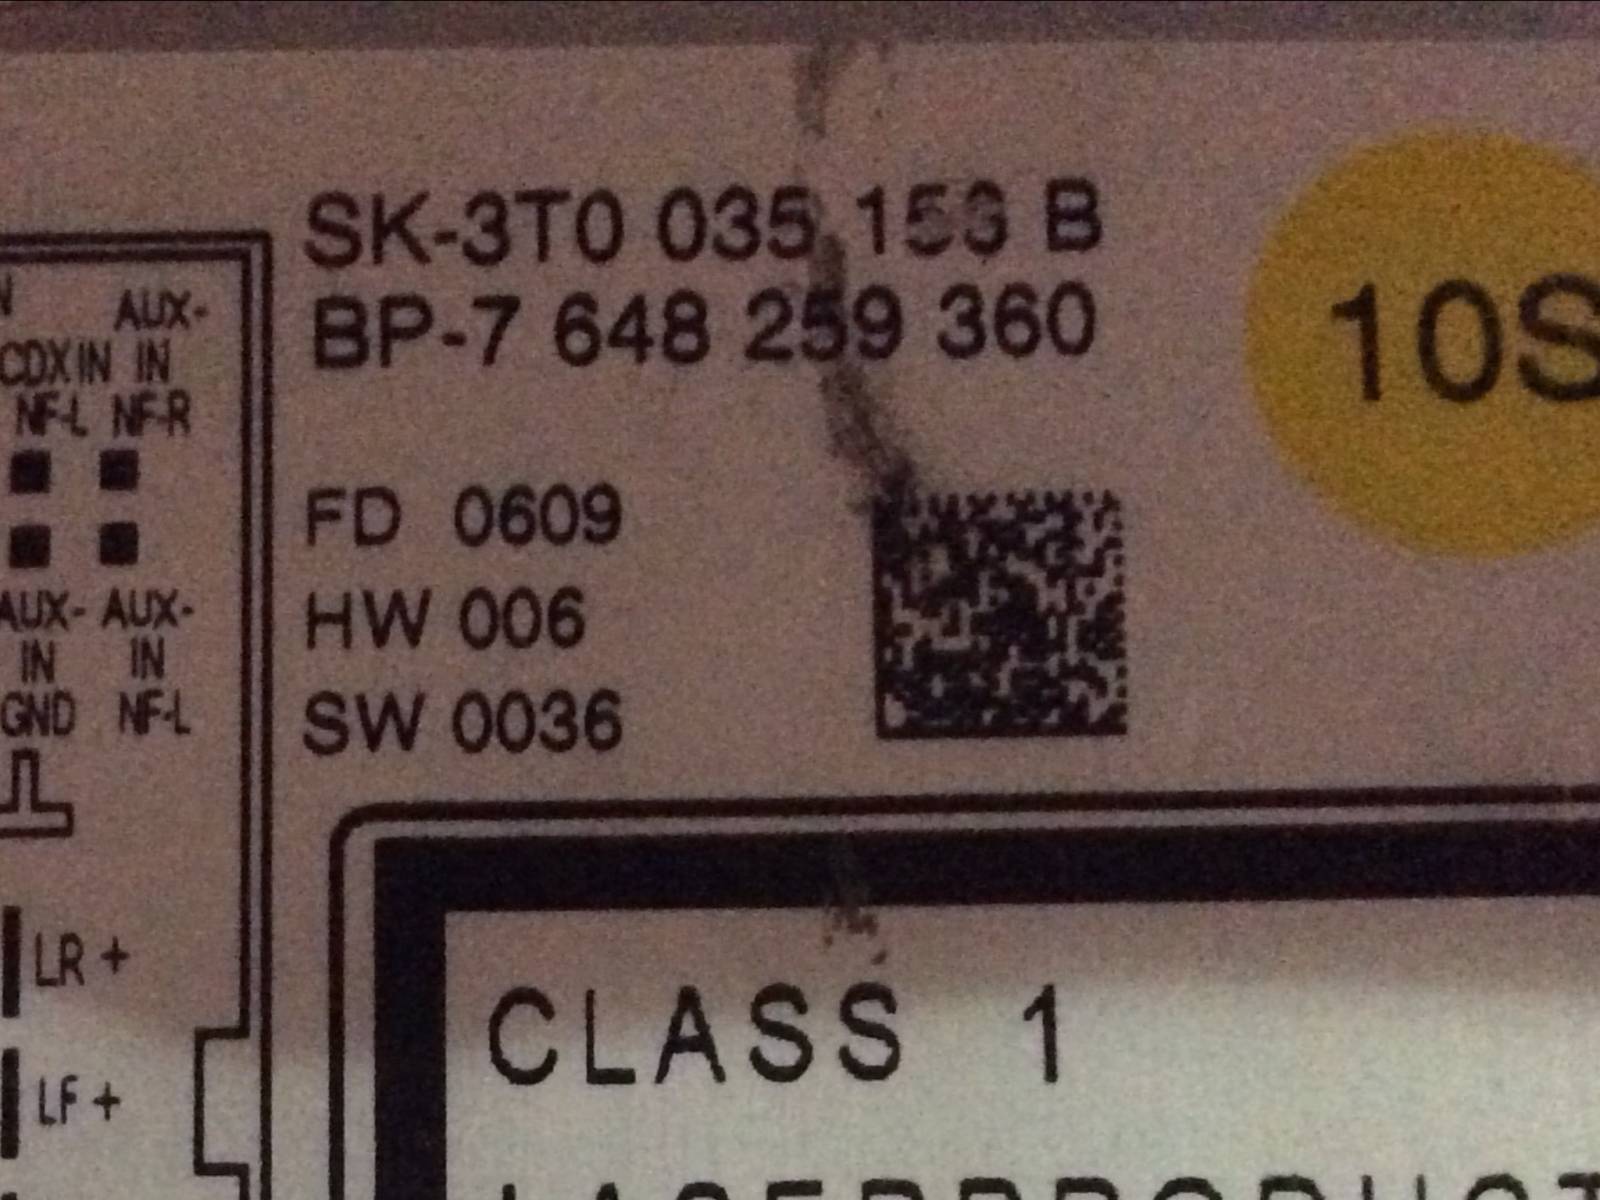 SK-3T0 035 153 B
BP-7 648 259 360
10S
AUX-
CDX IN IN
NF-L NF-R
FD 0609
HW 006
SW 0036
AUX- AUX-
IN IN
GND NF-L
LR +
LF +
CLASS 1